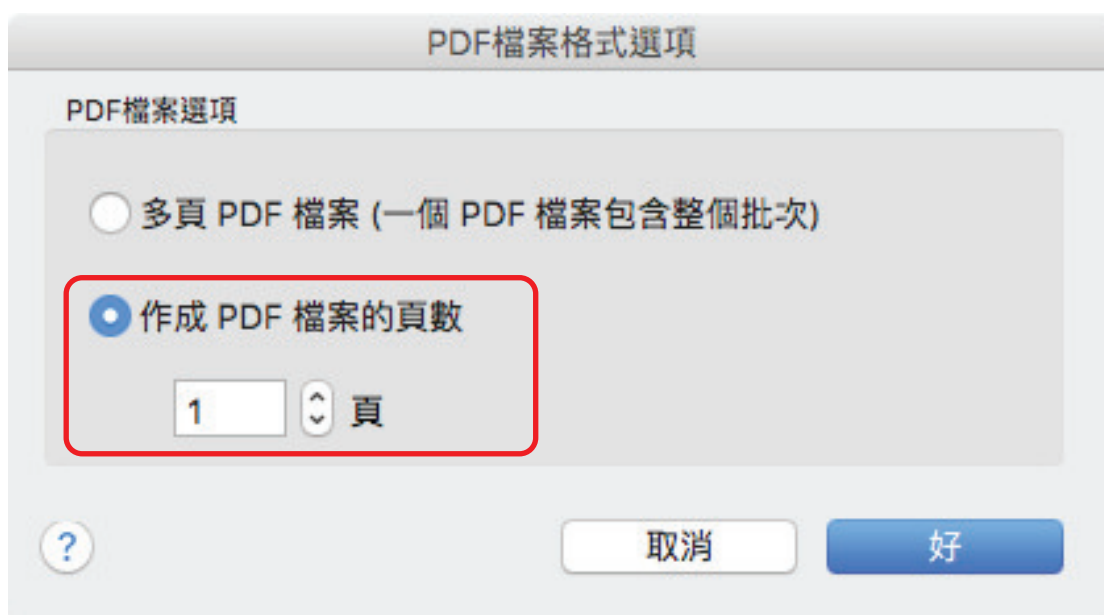 PDF檔案格式選項
PDF檔案選項
多頁 PDF 檔案 (一個 PDF 檔案包含整個批次)
作成 PDF 檔案的頁數
1 頁
? 取消 好